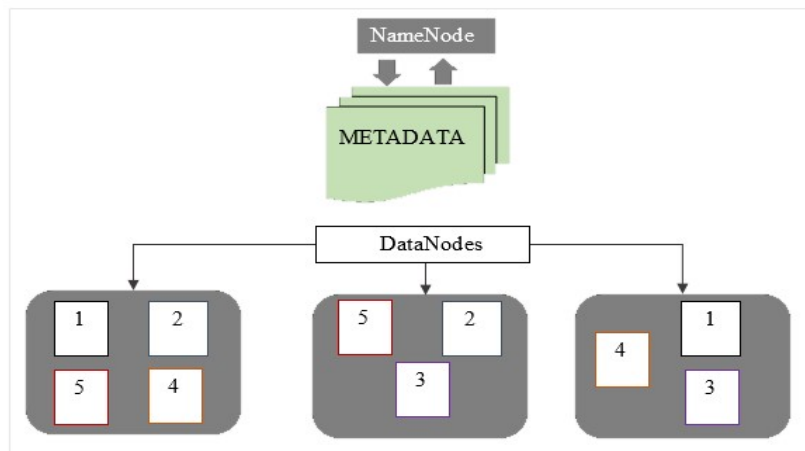 NameNode
METADATA
DataNodes
1 2
5 4
5 2
3
1
4
3